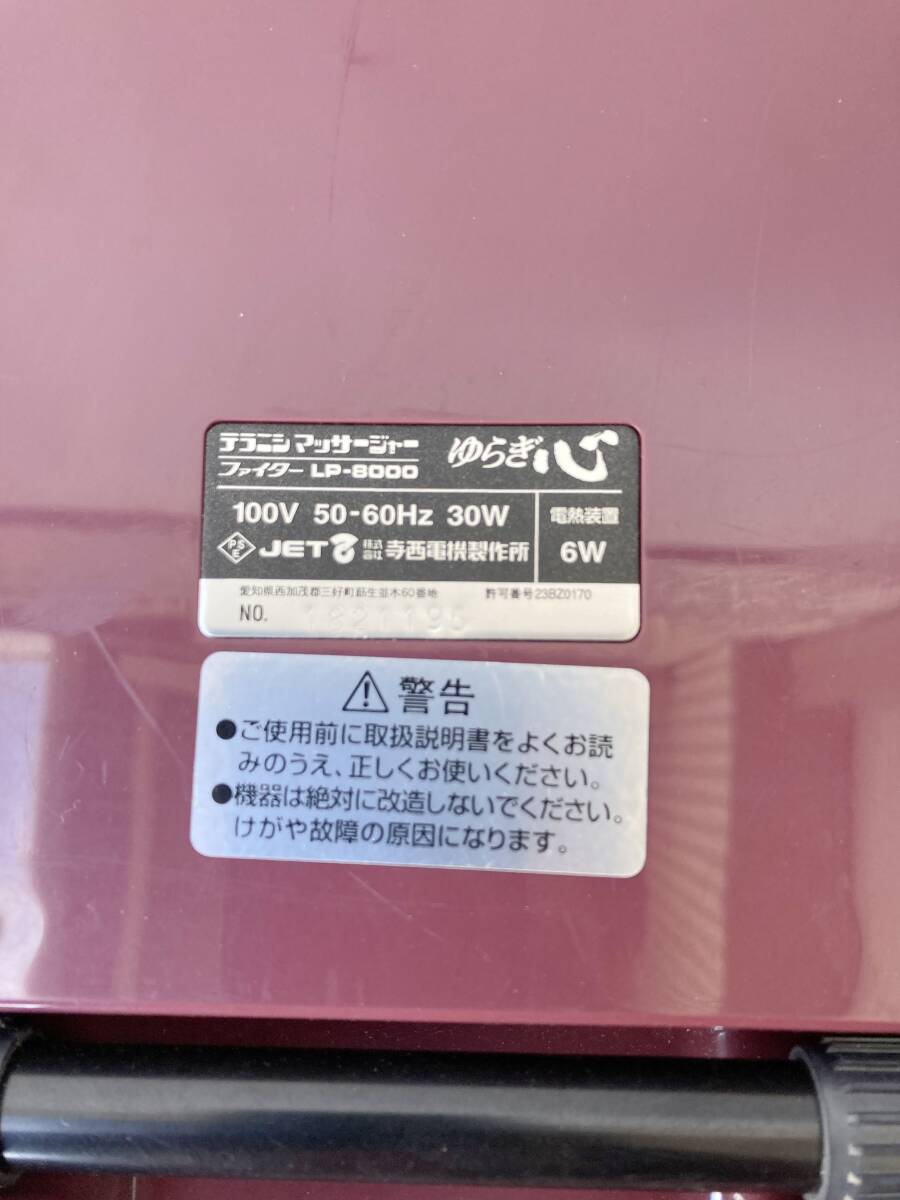 テラニシ マッサージャー
ファイター LP-8000
ゆらぎ心
100V 50-60Hz 30W
電熱装置
6W
PSE JET 株式会社 寺西電機製作所
愛知県西加茂郡三好町莇生並木60番地 許可番号23BZ0170
NO.
警告
●ご使用前に取扱説明書をよくお読
みのうえ、正しくお使いください。
●機器は絶対に改造しないでください。
けがや故障の原因になります。